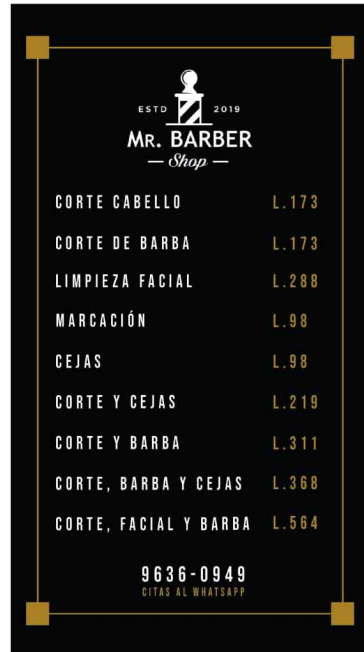 ESTD 2019
MR. BARBER
Shop
CORTE CABELLO L.173
CORTE DE BARBA L.173
LIMPIEZA FACIAL L.288
MARCACIÓN L.98
CEJAS L.98
CORTE Y CEJAS L.219
CORTE Y BARBA L.311
CORTE, BARBA Y CEJAS L.368
CORTE, FACIAL Y BARBA L.564
9636-0949
CITAS AL WHATSAPP